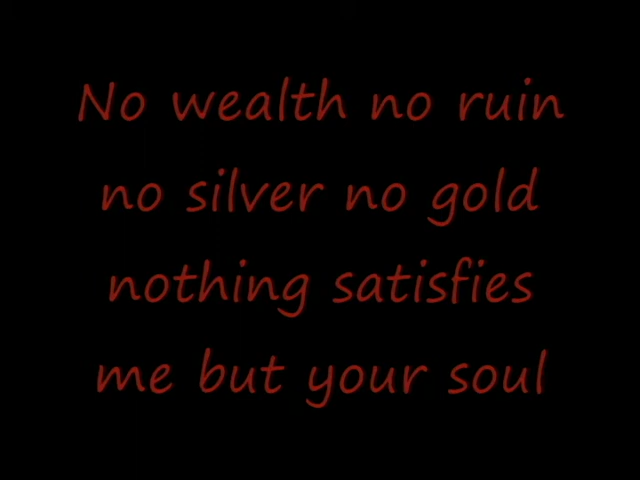 No wealth no ruin
no silver no gold
nothing satisfies
me but your soul